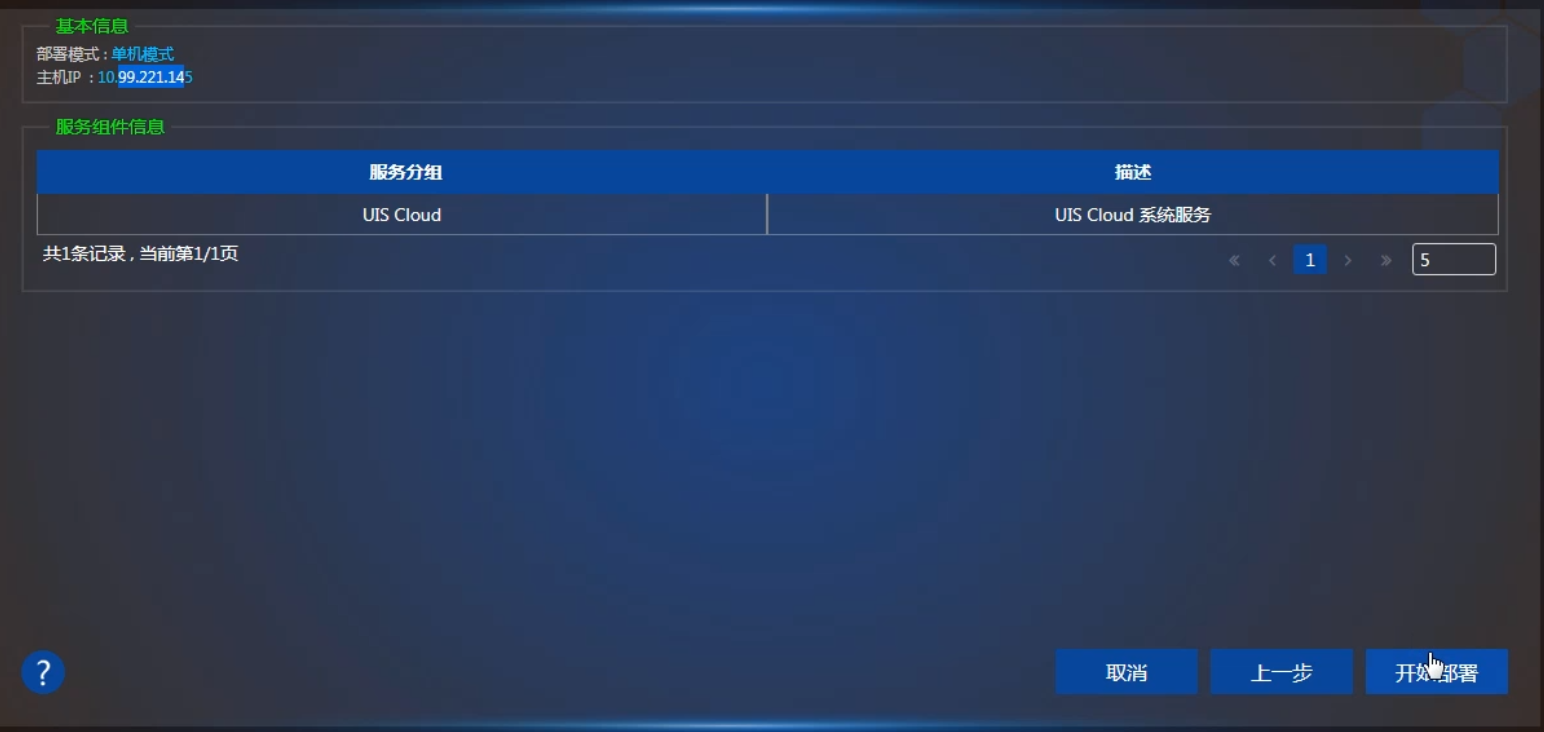 基本信息
部署模式 : 单机模式
主机IP : 10.99.221.145
服务组件信息
服务分组 描述
UIS Cloud UIS Cloud 系统服务
共1条记录 , 当前第1/1页
« ‹ 1 › » 5
? 取消 上一步 开始部署